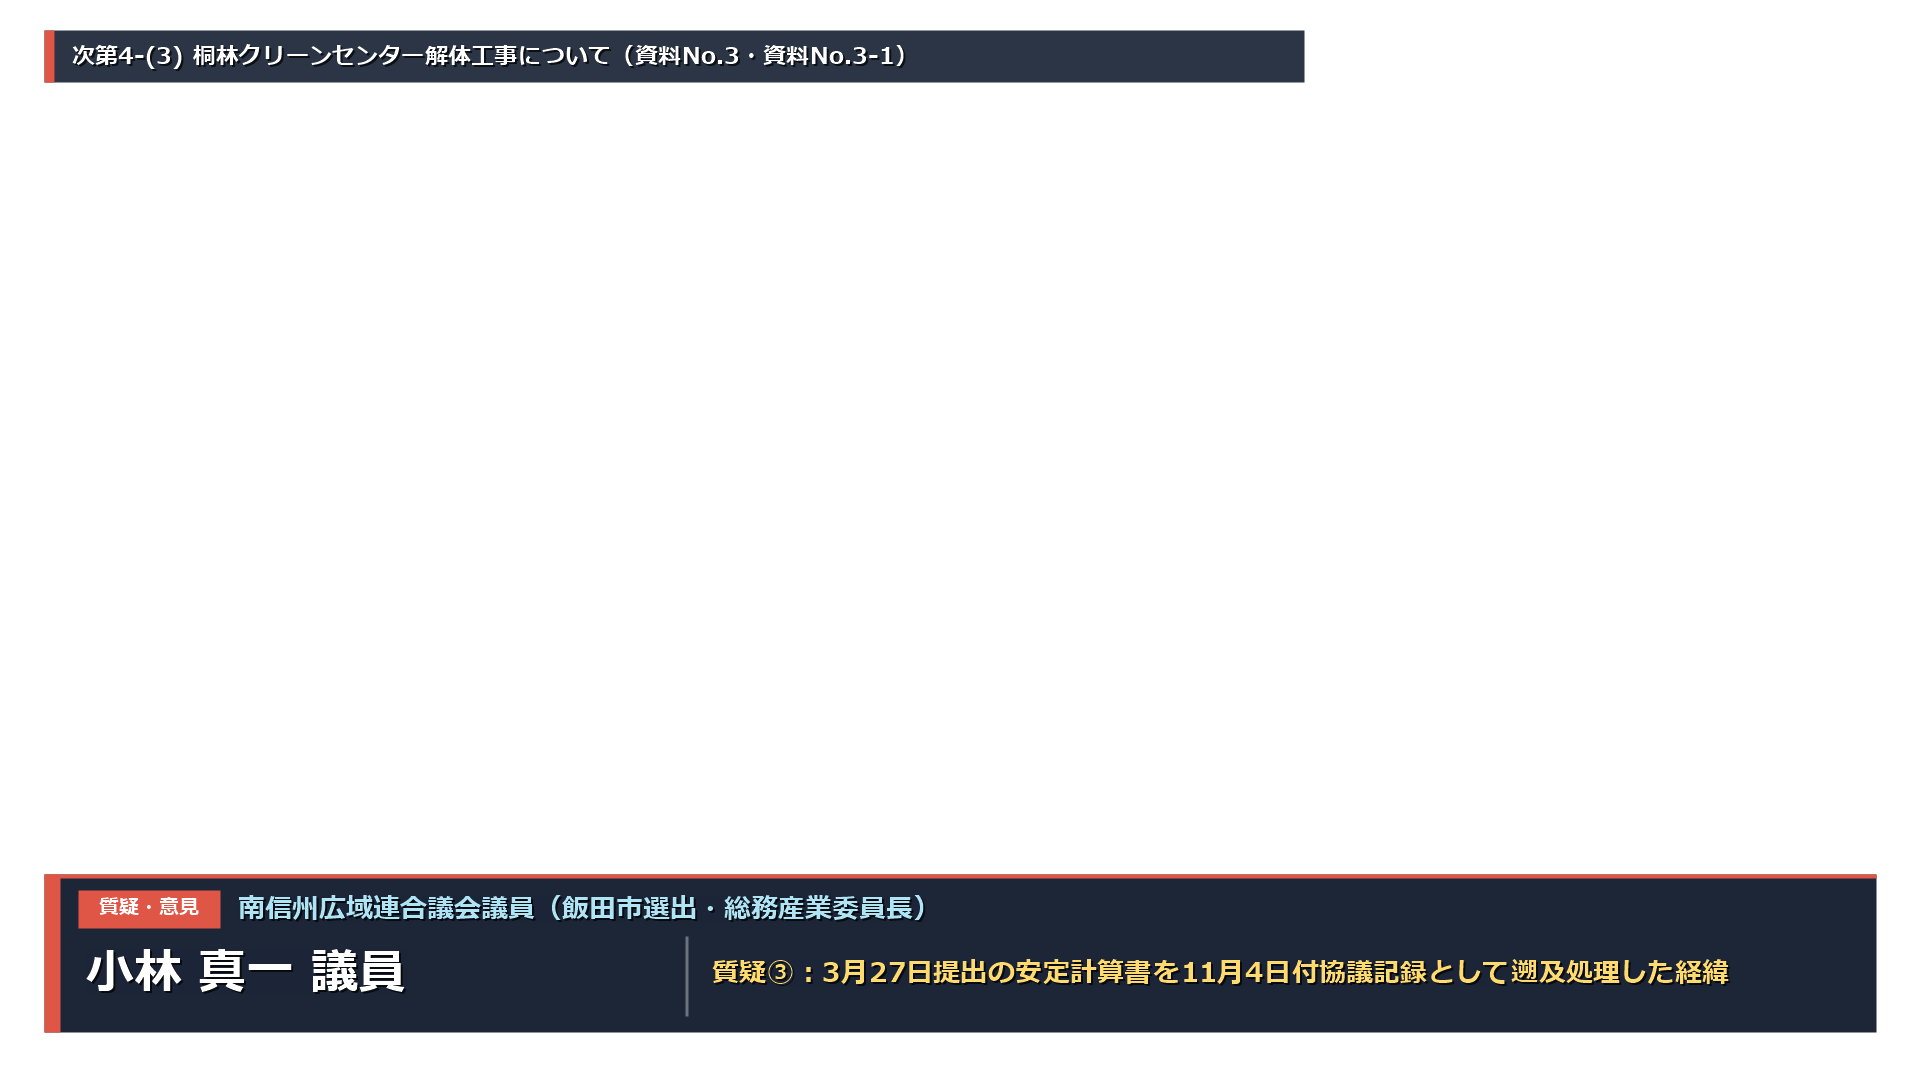 次第4-(3) 桐林クリーンセンター解体工事について（資料No.3・資料No.3-1）
質疑・意見
南信州広域連合議会議員（飯田市選出・総務産業委員長）
小林 真一 議員
質疑③：3月27日提出の安定計算書を11月4日付協議記録として遡及処理した経緯